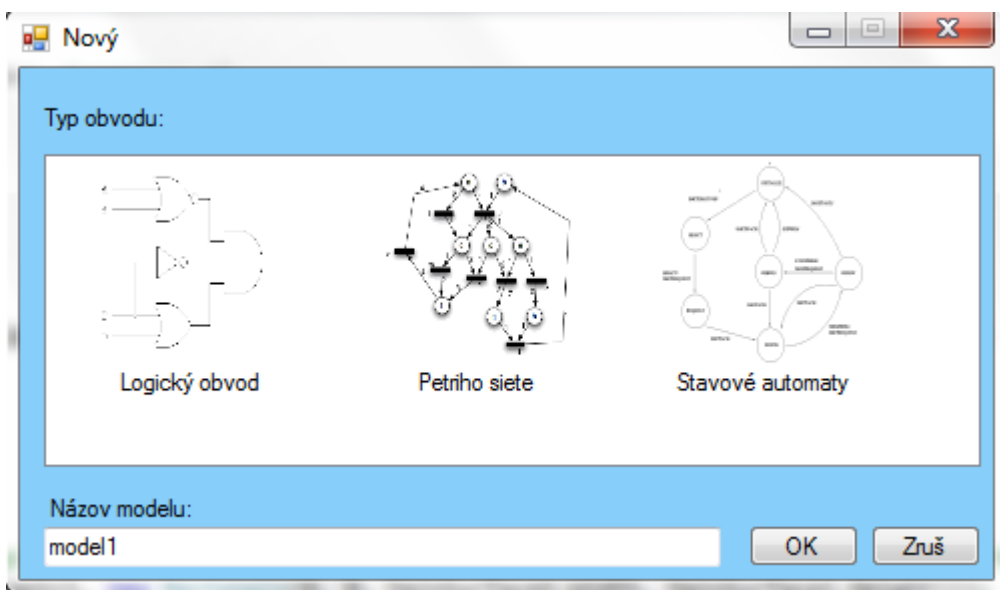 Nový
Typ obvodu:
Logický obvod
Petriho siete
Stavové automaty
Názov modelu:
model1
OK
Zruš